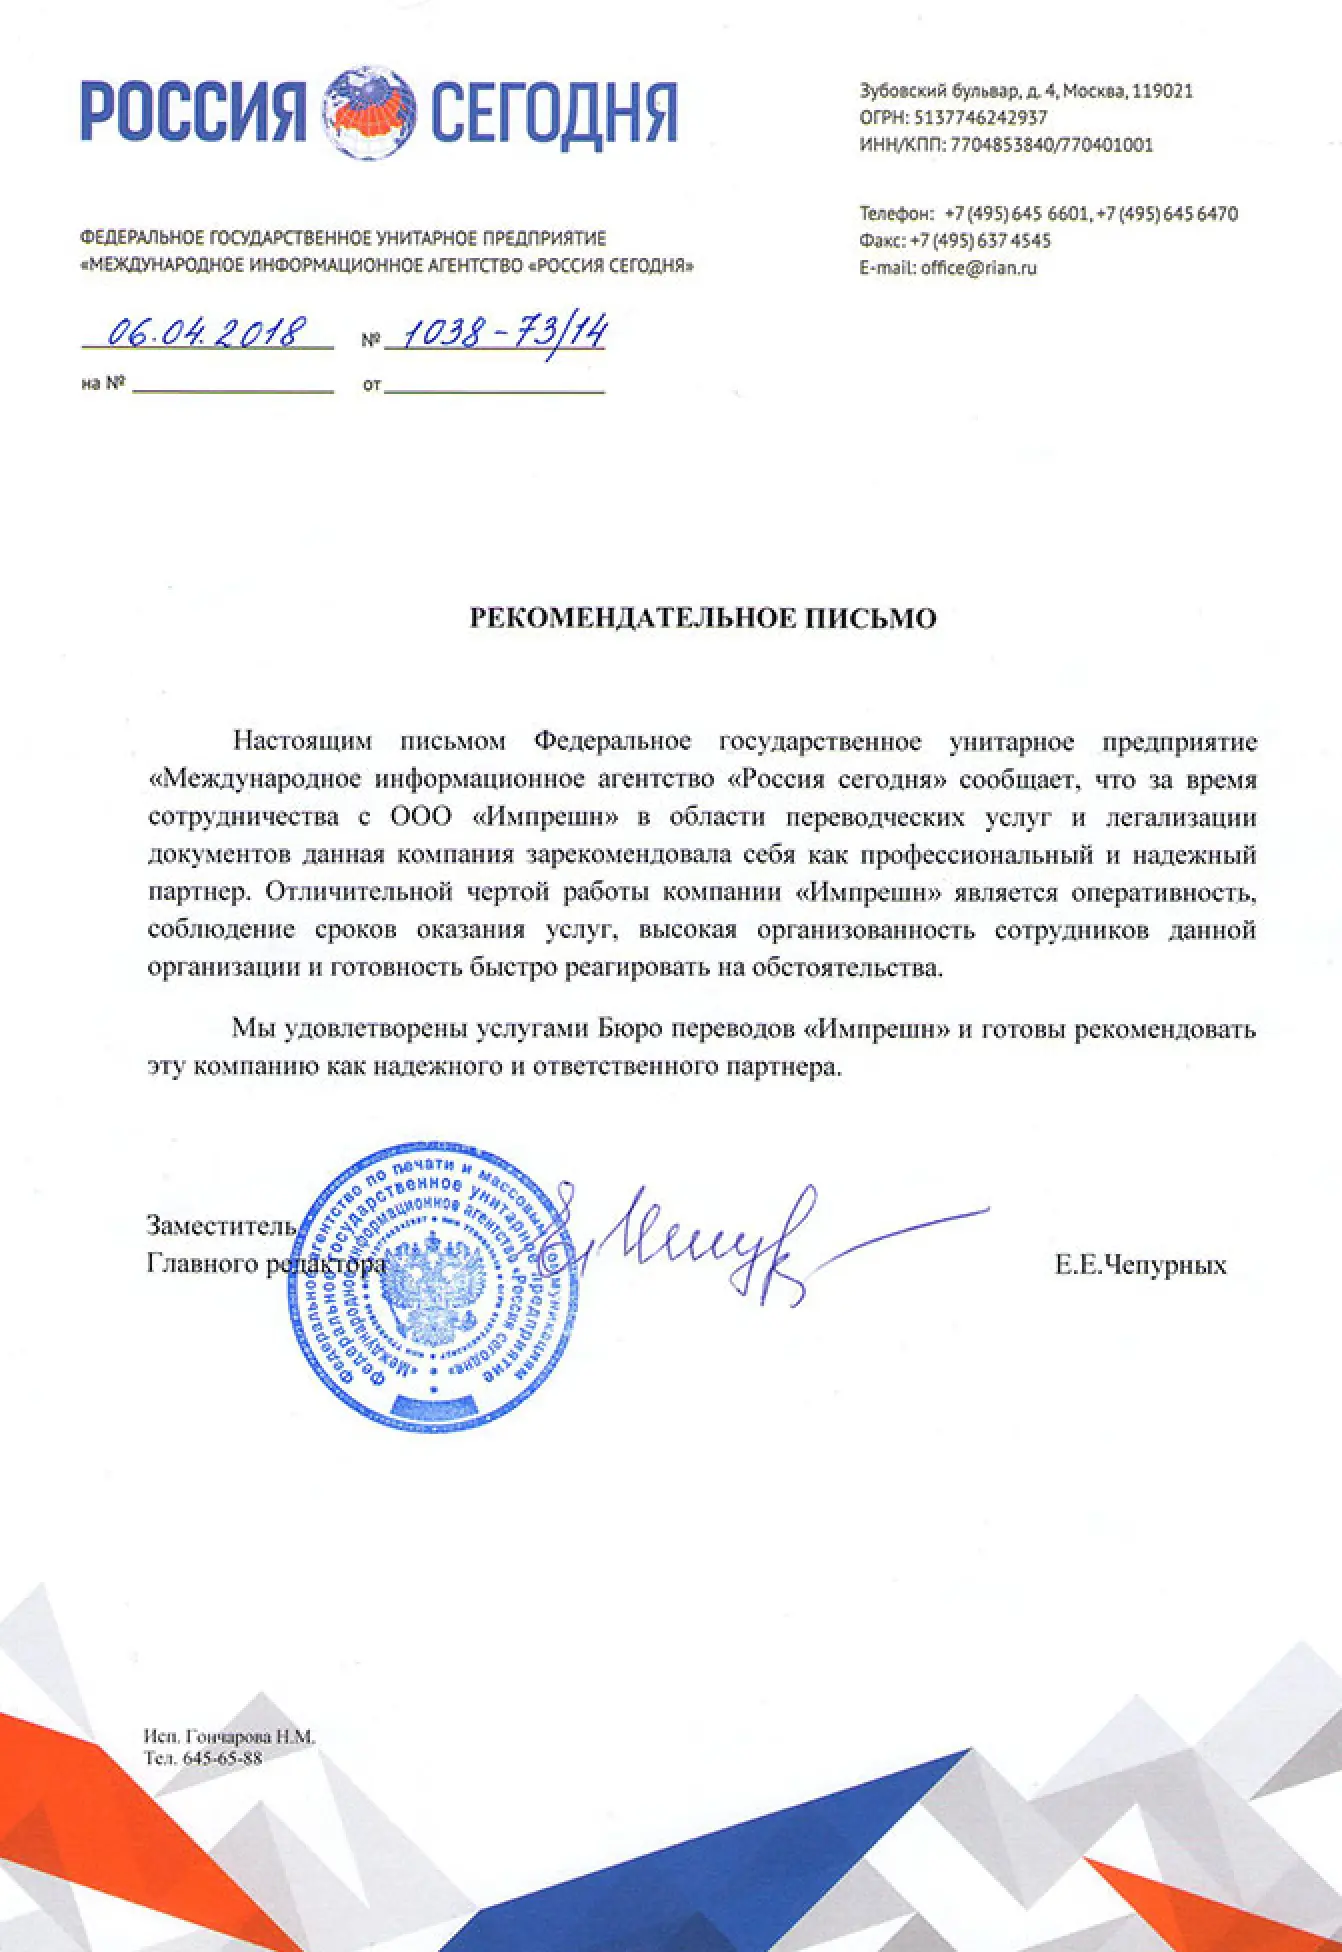 РОССИЯ СЕГОДНЯ
ФЕДЕРАЛЬНОЕ ГОСУДАРСТВЕННОЕ УНИТАРНОЕ ПРЕДПРИЯТИЕ
«МЕЖДУНАРОДНОЕ ИНФОРМАЦИОННОЕ АГЕНТСТВО «РОССИЯ СЕГОДНЯ»
Зубовский бульвар, д. 4, Москва, 119021
ОГРН: 5137746242937
ИНН/КПП: 7704853840/770401001
Телефон: +7 (495) 645 6601, +7 (495) 645 6470
Факс: +7 (495) 637 4545
E-mail: office@rian.ru
06.04.2018 № 1038-73/14
на № от
РЕКОМЕНДАТЕЛЬНОЕ ПИСЬМО
Настоящим письмом Федеральное государственное унитарное предприятие
«Международное информационное агентство «Россия сегодня» сообщает, что за время
сотрудничества с ООО «Импрешн» в области переводческих услуг и легализации
документов данная компания зарекомендовала себя как профессиональный и надежный
партнер. Отличительной чертой работы компании «Импрешн» является оперативность,
соблюдение сроков оказания услуг, высокая организованность сотрудников данной
организации и готовность быстро реагировать на обстоятельства.
Мы удовлетворены услугами Бюро переводов «Импрешн» и готовы рекомендовать
эту компанию как надежного и ответственного партнера.
Заместитель
Главного редактора
Е.Е.Чепурных
Федеральное агентство по печати и массовым коммуникациям
Федеральное государственное унитарное предприятие
«Международное информационное агентство «Россия сегодня»
Исп. Гончарова Н.М.
Тел. 645-65-88